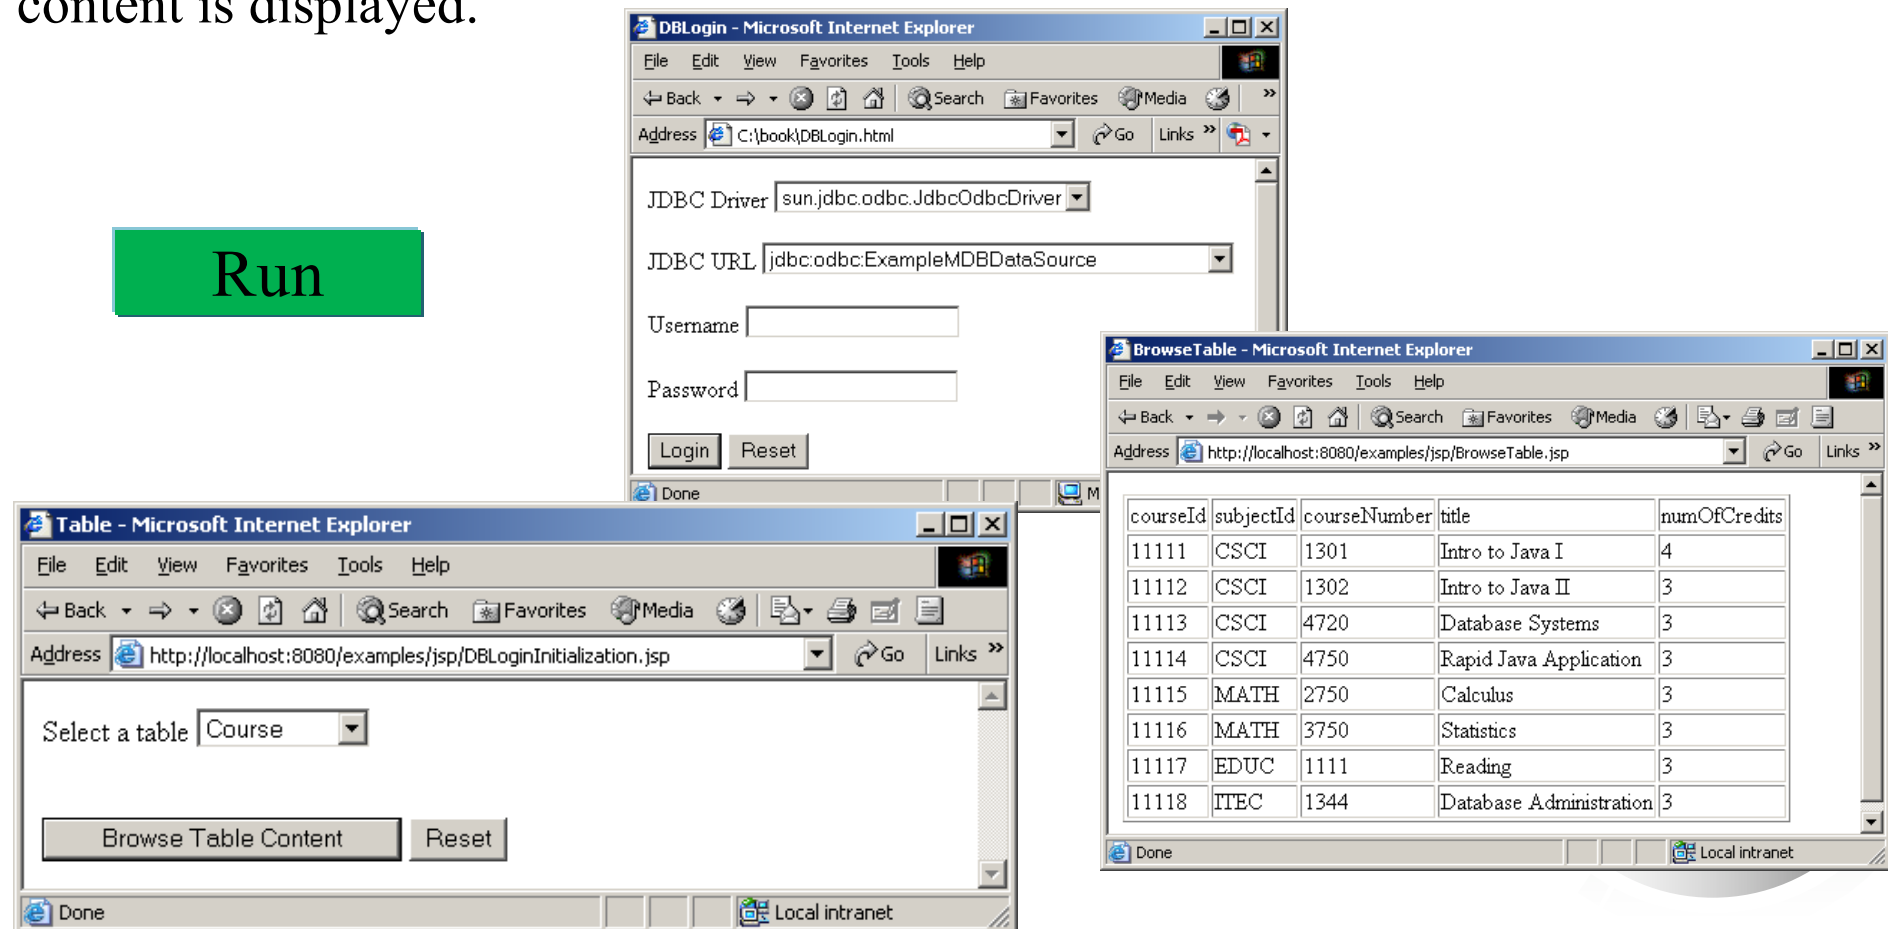 content is displayed.
Run
DBLogin - Microsoft Internet Explorer
File Edit View Favorites Tools Help
Back Search Favorites Media »
Address C:\book\DBLogin.html Go Links »
JDBC Driver sun.jdbc.odbc.JdbcOdbcDriver
JDBC URL jdbc:odbc:ExampleMDBDataSource
Username
Password
Login Reset
Done M
Table - Microsoft Internet Explorer
File Edit View Favorites Tools Help
Back Search Favorites Media
Address http://localhost:8080/examples/jsp/DBLoginInitialization.jsp Go Links »
Select a table Course
Browse Table Content Reset
Done Local intranet
BrowseTable - Microsoft Internet Explorer
File Edit View Favorites Tools Help
Back Search Favorites Media
Address http://localhost:8080/examples/jsp/BrowseTable.jsp Go Links »
courseId subjectId courseNumber title numOfCredits
11111 CSCI 1301 Intro to Java I 4
11112 CSCI 1302 Intro to Java II 3
11113 CSCI 4720 Database Systems 3
11114 CSCI 4750 Rapid Java Application 3
11115 MATH 2750 Calculus 3
11116 MATH 3750 Statistics 3
11117 EDUC 1111 Reading 3
11118 ITEC 1344 Database Administration 3
Done Local intranet